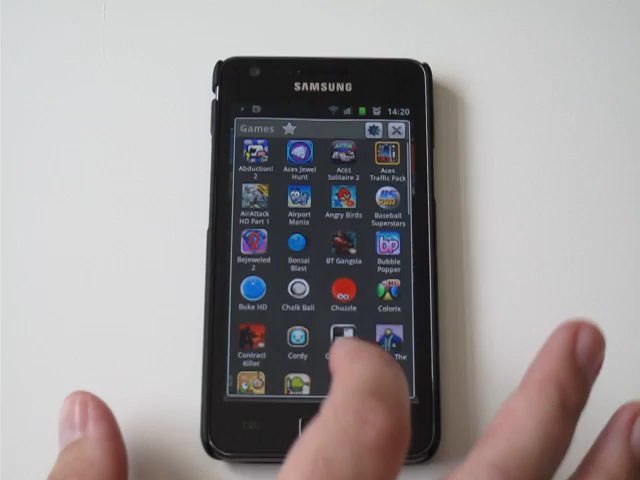 SAMSUNG
14:20
Games
Abduction! 2
Aces Jewel Hunt
Aces Solitaire 2
Aces Traffic Pack
AirAttack HD Part 1
Airport Mania
Angry Birds
Baseball Superstars
Bejeweled 2
Bonsai Blast
BT Gangsta
Bubble Popper
Buka HD
Chalk Ball
Chuzzle
Colorix
Contract Killer
Cordy
The